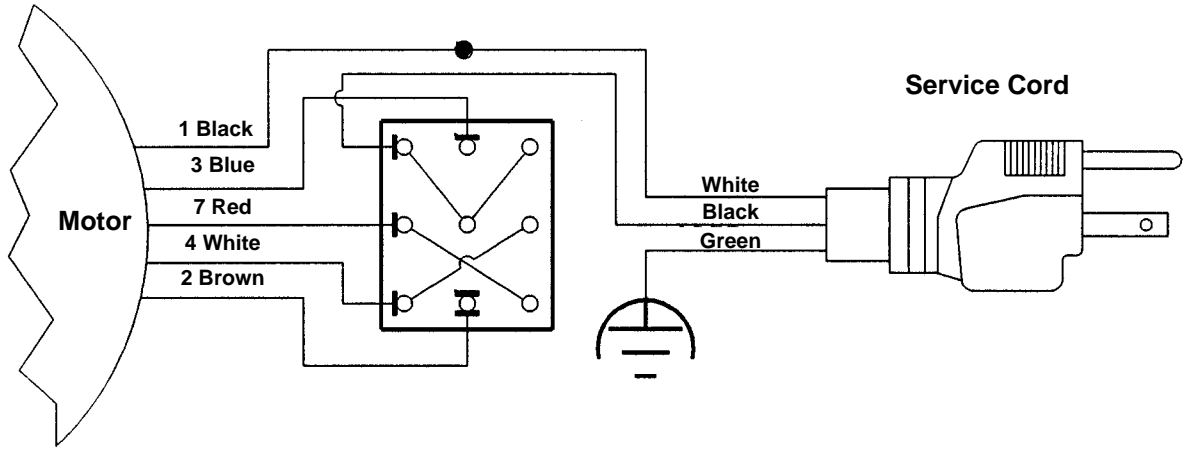 Service Cord
1 Black
3 Blue
7 Red
Motor
4 White
2 Brown
White
Black
Green